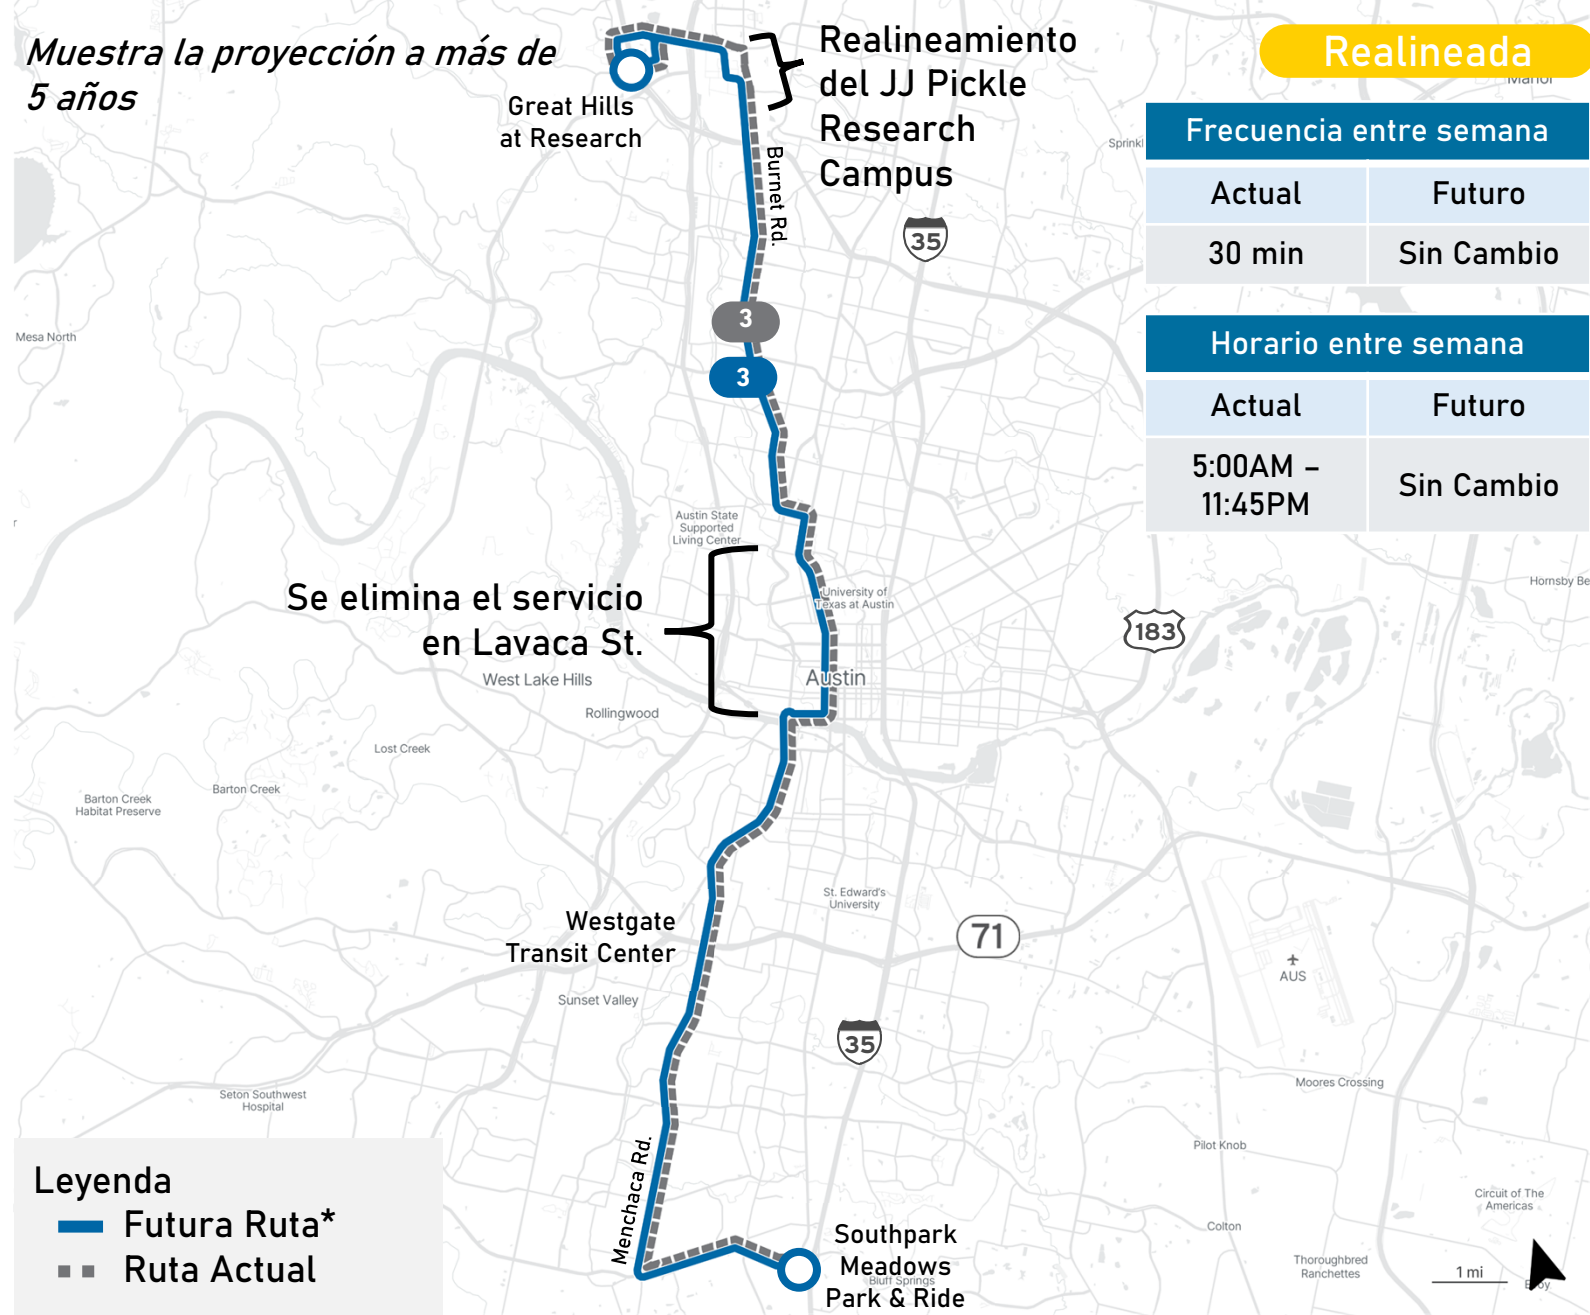 Muestra la proyección a más de
5 años
Great Hills
at Research
Realineamiento
del JJ Pickle
Research
Campus
Realineada
Manor
Frecuencia entre semana
Actual
Futuro
30 min
Sin Cambio
Horario entre semana
Actual
Futuro
5:00AM –
11:45PM
Sin Cambio
Burnet Rd.
35
3
3
Mesa North
Austin State
Supported
Living Center
Se elimina el servicio
en Lavaca St.
University of
Texas at Austin
183
Austin
West Lake Hills
Rollingwood
Lost Creek
Barton Creek
Barton Creek
Habitat Preserve
St. Edward's
University
Westgate
Transit Center
71
AUS
Sunset Valley
35
Seton Southwest
Hospital
Moores Crossing
Pilot Knob
Menchaca Rd.
Circuit of The
Americas
Colton
Thoroughbred
Ranchettes
1 mi
Southpark
Meadows
Bluff Springs
Park & Ride
Leyenda
Futura Ruta*
Ruta Actual